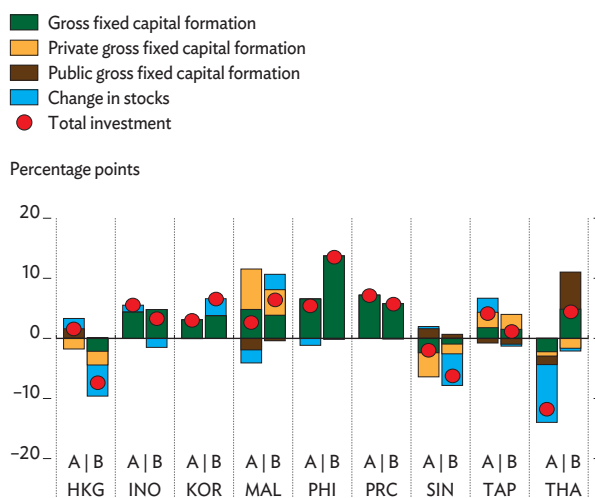 Gross fixed capital formation
Private gross fixed capital formation
Public gross fixed capital formation
Change in stocks
Total investment
Percentage points
20
10
0
−10
−20
A | B A | B A | B A | B A | B A | B A | B A | B A | B
HKG INO KOR MAL PHI PRC SIN TAP THA